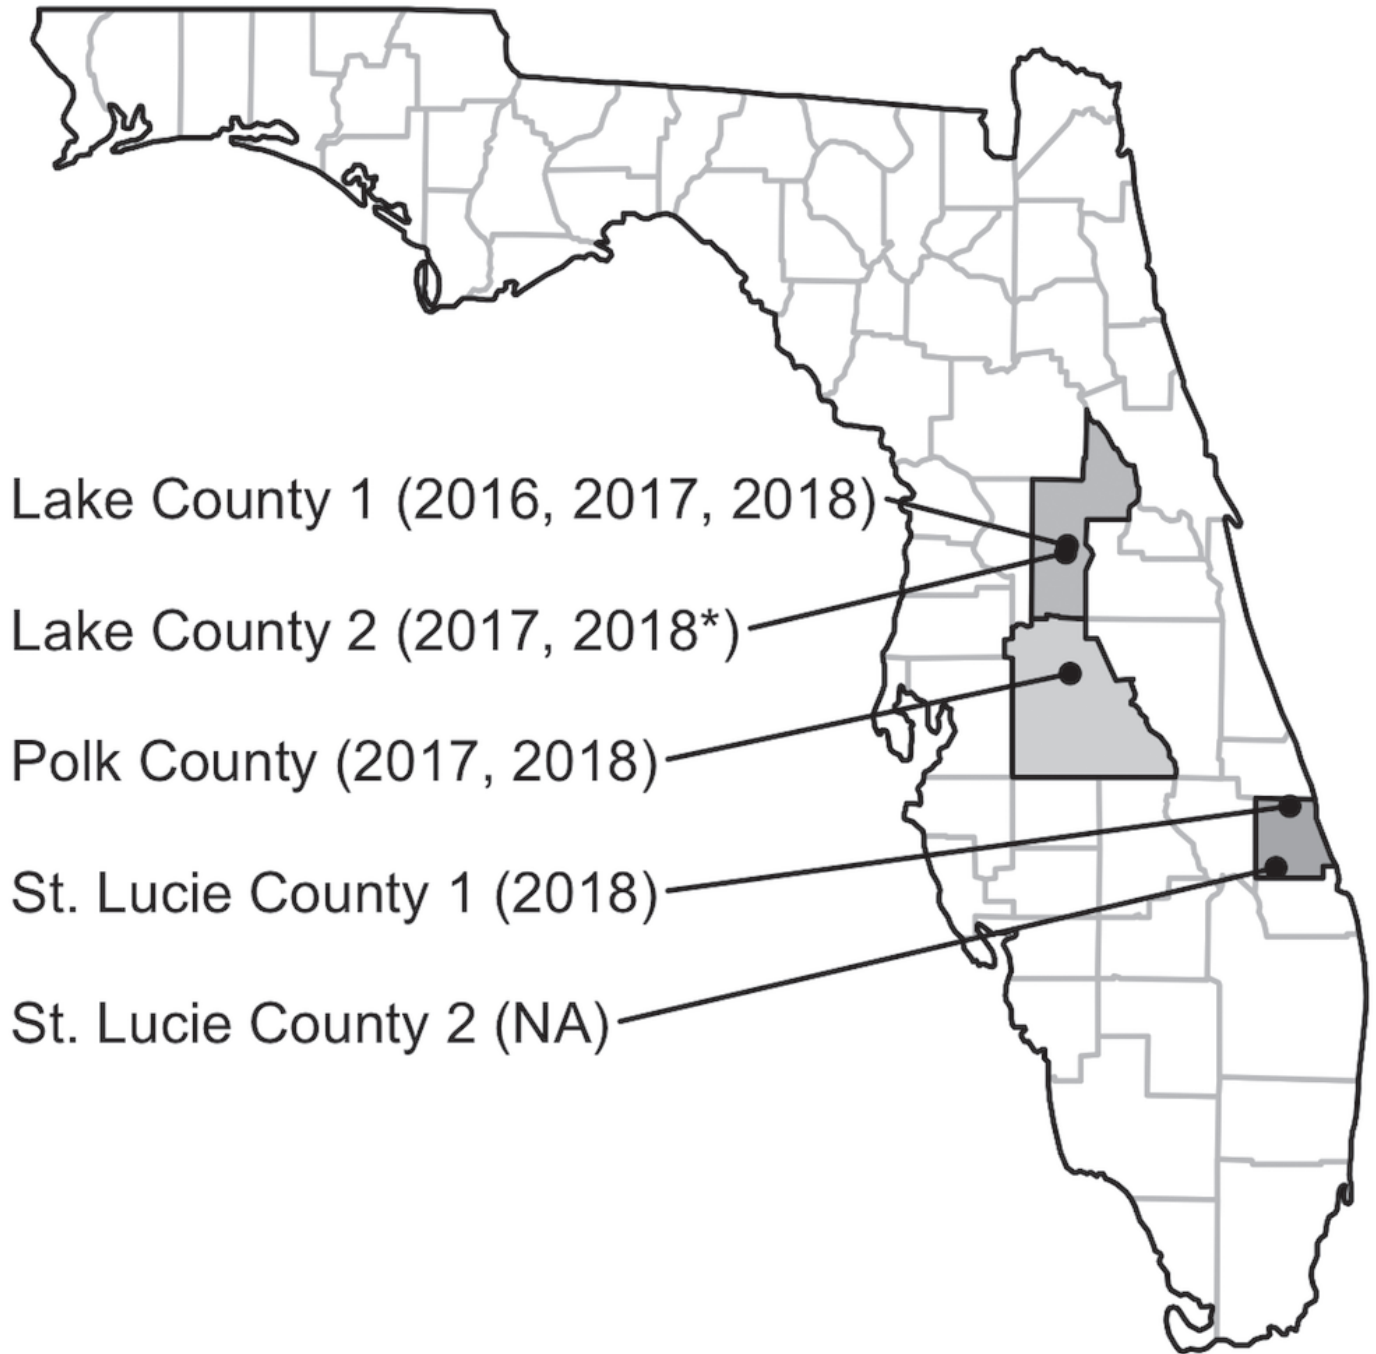 Lake County 1 (2016, 2017, 2018)
Lake County 2 (2017, 2018*)
Polk County (2017, 2018)
St. Lucie County 1 (2018)
St. Lucie County 2 (NA)